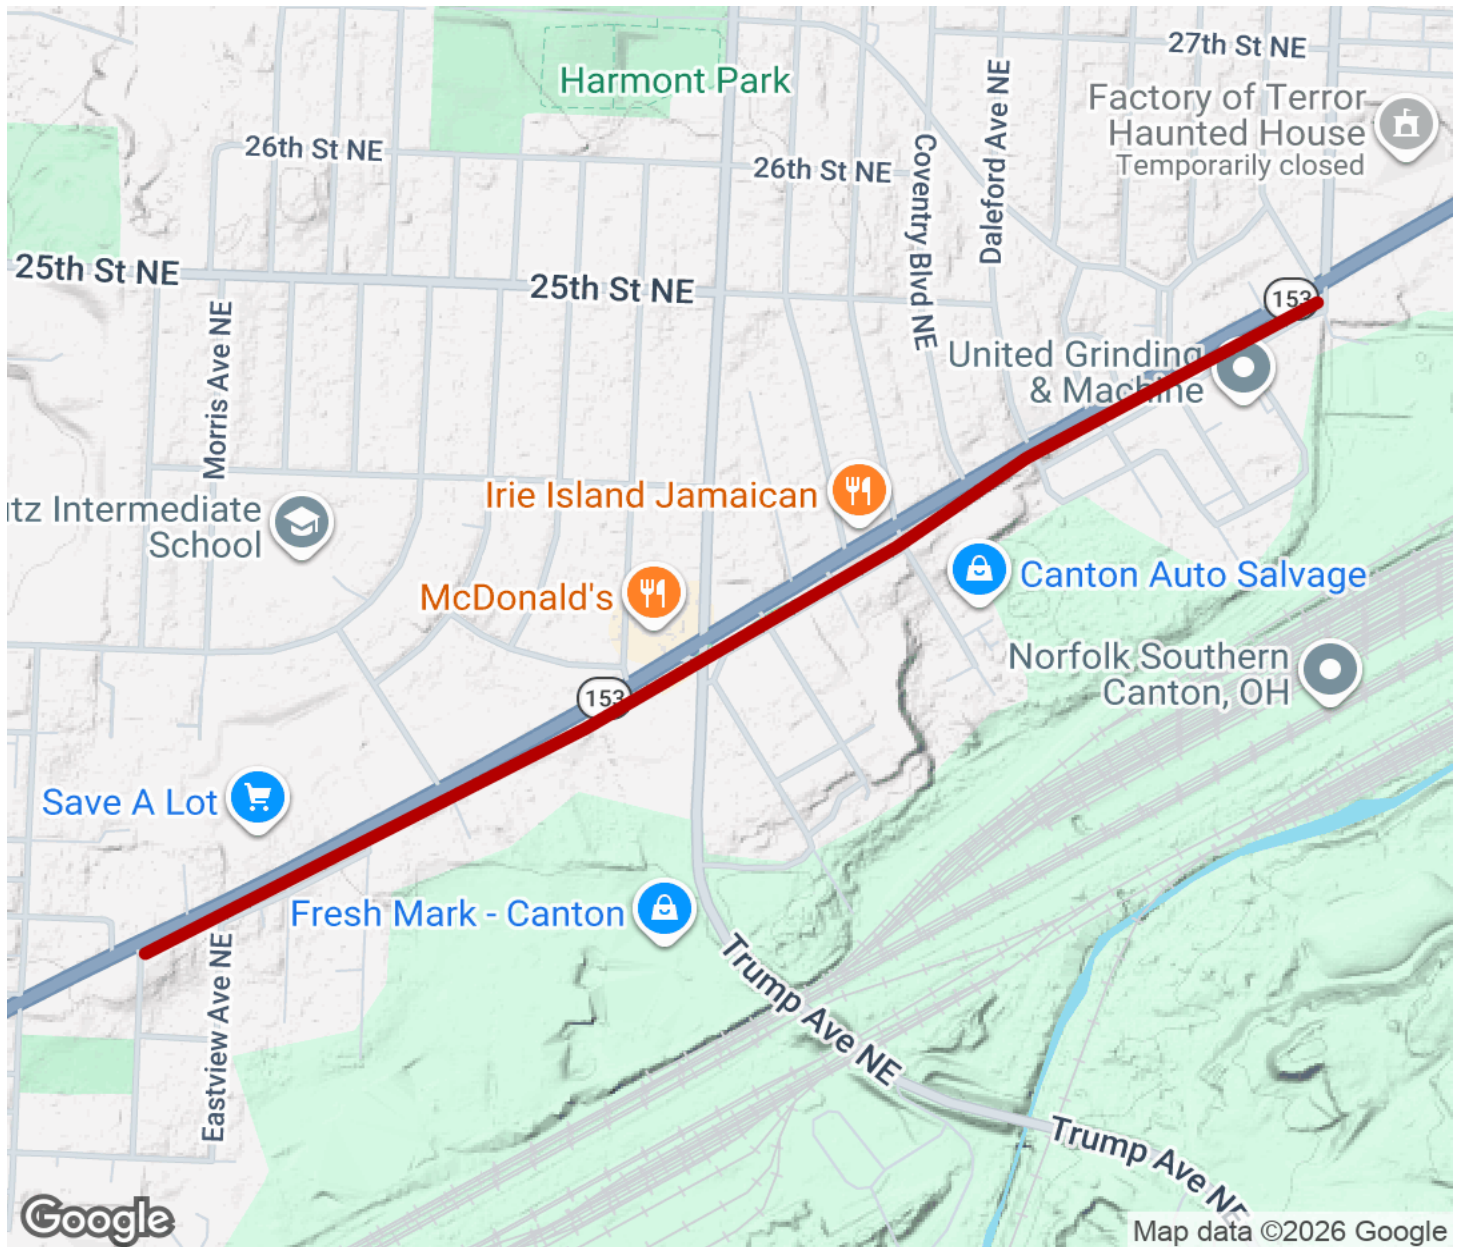 27th St NE
Harmont Park
Factory of Terror
Haunted House
Temporarily closed
26th St NE
26th St NE
Coventry Blvd NE
Daleford Ave NE
25th St NE
25th St NE
153
Morris Ave NE
United Grinding
& Machine
Irie Island Jamaican
utz Intermediate
School
McDonald's
Canton Auto Salvage
Norfolk Southern
Canton, OH
153
Save A Lot
Fresh Mark - Canton
Eastview Ave NE
Trump Ave NE
Trump Ave NE
Google
Map data ©2026 Google